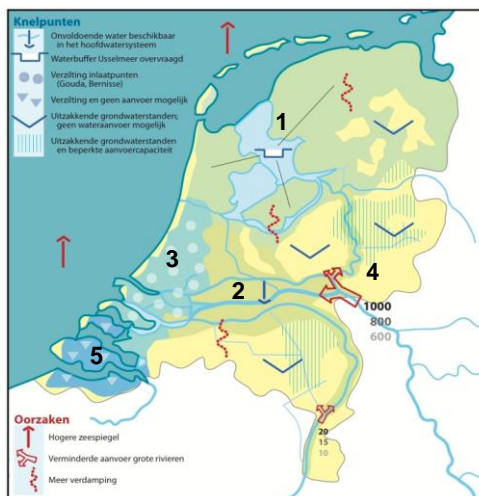 Knelpunten
Onvoldoende water beschikbaar
in het hoofdwatersysteem
Waterbuffer IJsselmeer overvraagd
Verzilting inlaatpunten
(Gouda, Bernisse)
Verzilting en geen aanvoer mogelijk
Uitzakkende grondwaterstanden;
geen wateraanvoer mogelijk
Uitzakkende grondwaterstanden
en beperkte aanvoercapaciteit
1
3
2
4
1000
800
600
5
20
15
10
Oorzaken
Hogere zeespiegel
Verminderde aanvoer grote rivieren
Meer verdamping